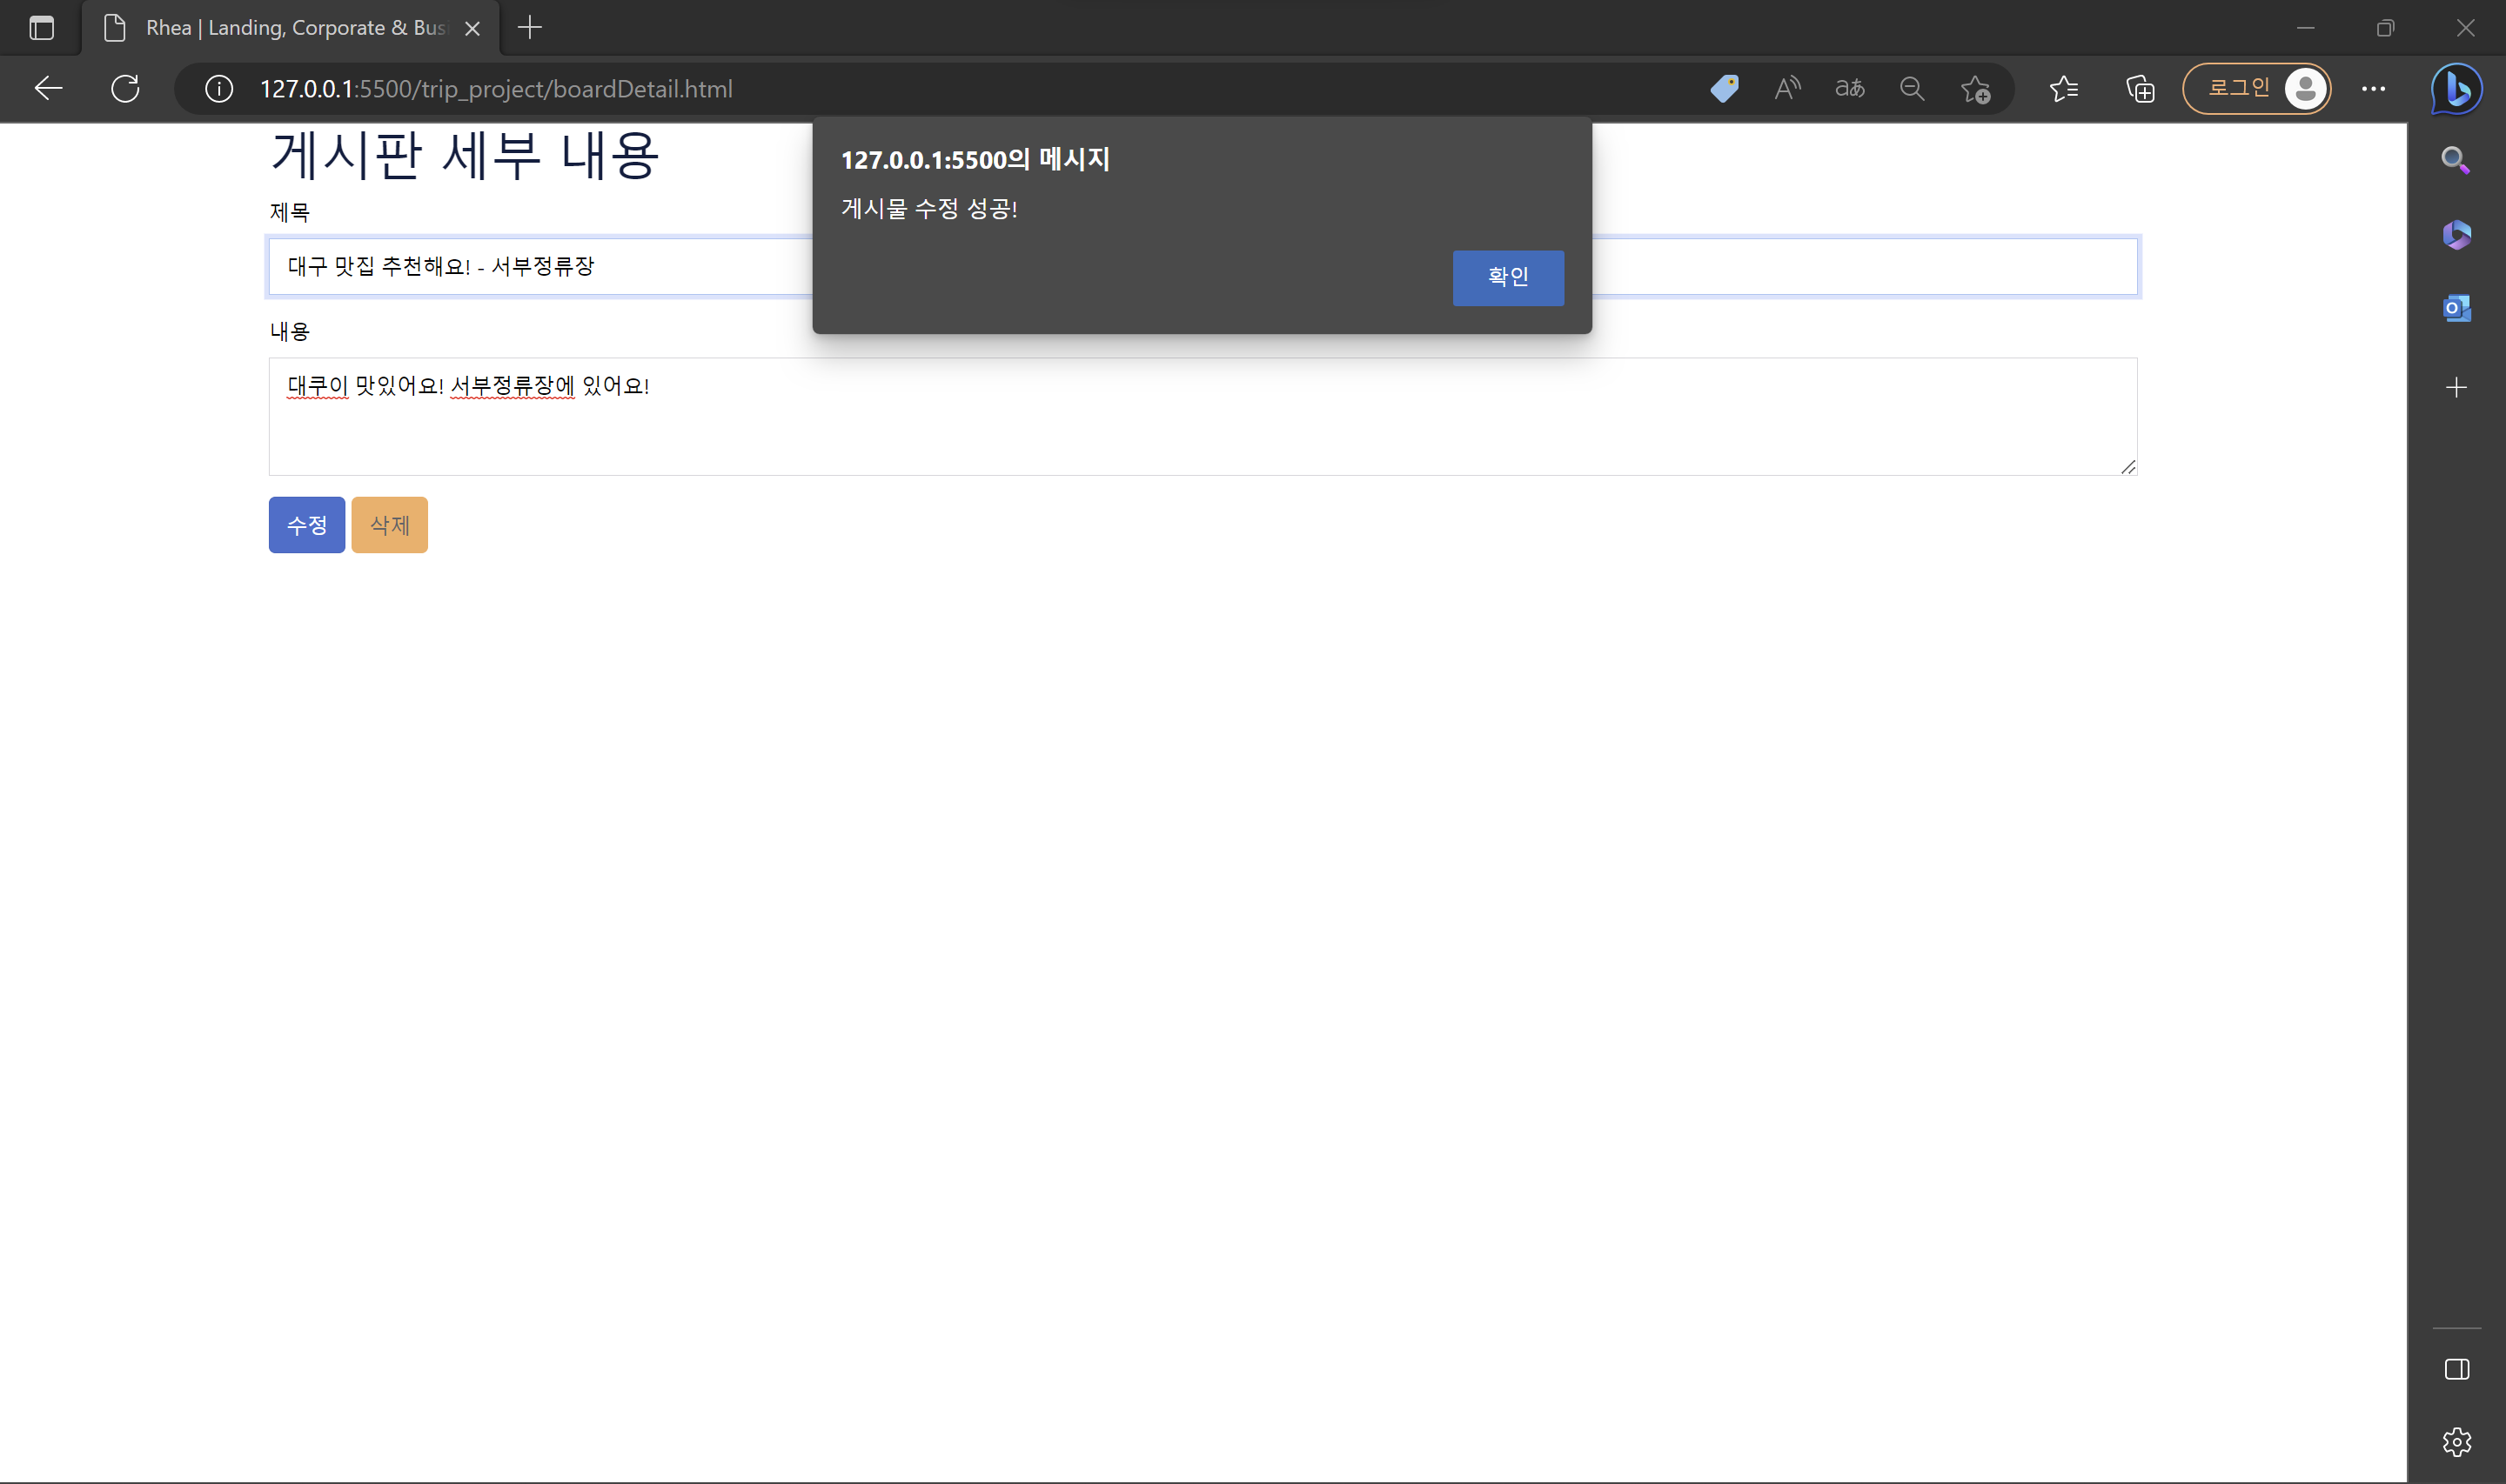 Rhea | Landing, Corporate & Busi
127.0.0.1:5500/trip_project/boardDetail.html
로그인
127.0.0.1:5500의 메시지
게시물 수정 성공!
확인
게시판 세부 내용
제목
대구 맛집 추천해요! - 서부정류장
내용
대쿠이 맛있어요! 서부정류장에 있어요!
수정 삭제